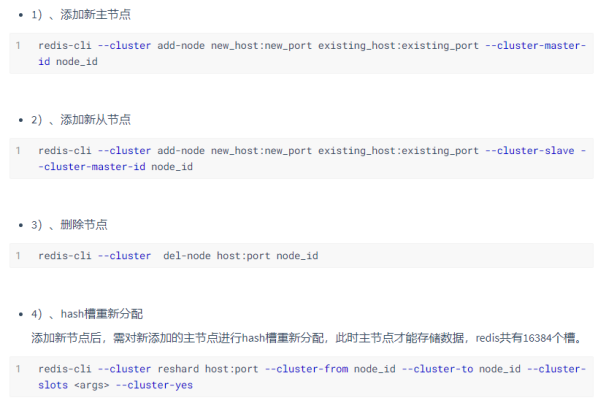 1）、添加新主节点
1 redis-cli --cluster add-node new_host:new_port existing_host:existing_port --cluster-master-
id node_id
2）、添加新从节点
1 redis-cli --cluster add-node new_host:new_port existing_host:existing_port --cluster-slave -
-cluster-master-id node_id
3）、删除节点
1 redis-cli --cluster  del-node host:port node_id
4）、hash槽重新分配
添加新节点后，需对新添加的主节点进行hash槽重新分配，此时主节点才能存储数据，redis共有16384个槽。
1 redis-cli --cluster reshard host:port --cluster-from node_id --cluster-to node_id --cluster-
slots <args> --cluster-yes